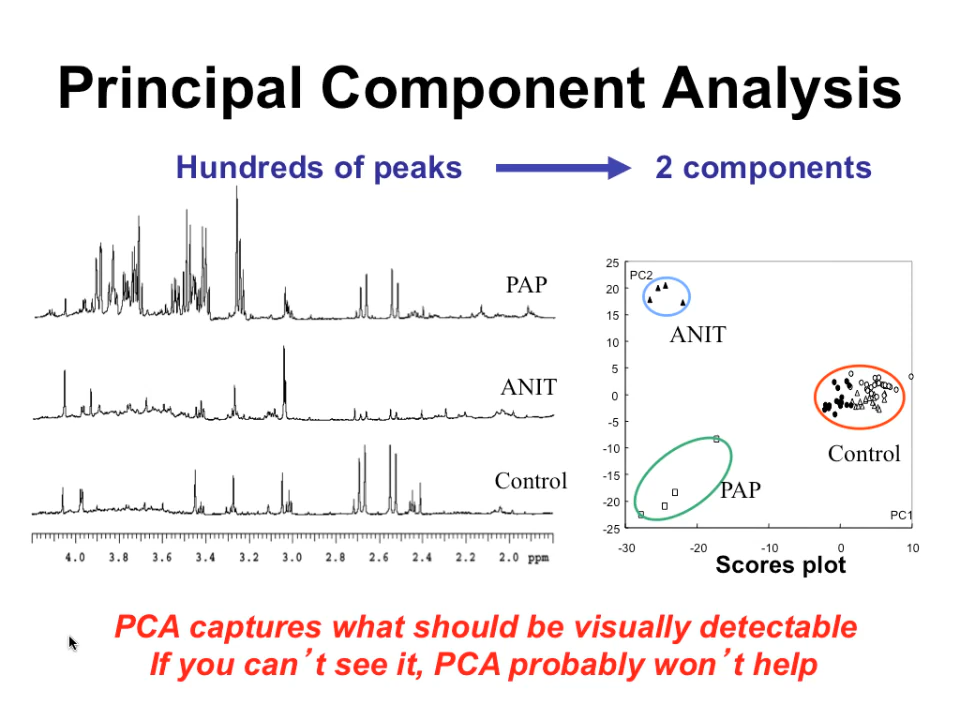 Principal Component Analysis
Hundreds of peaks
2 components
PAP
ANIT
Control
4.0 3.8 3.6 3.4 3.2 3.0 2.8 2.6 2.4 2.2 2.0 ppm
25
PC2
20
15
ANIT
10
5
0
-5
Control
-10
-15
PAP
-20
PC1
-25
-30 -20 -10 0 10
Scores plot
PCA captures what should be visually detectable
If you can’t see it, PCA probably won’t help